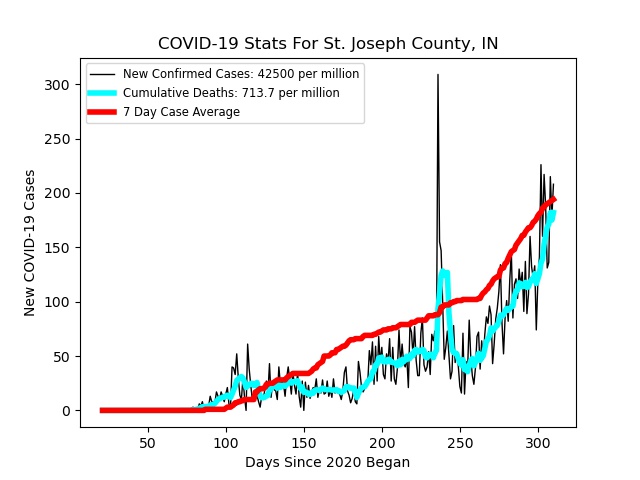 COVID-19 Stats For St. Joseph County, IN
New Confirmed Cases: 42500 per million
Cumulative Deaths: 713.7 per million
7 Day Case Average
New COVID-19 Cases
300
250
200
150
100
50
0
50
100
150
200
250
300
Days Since 2020 Began